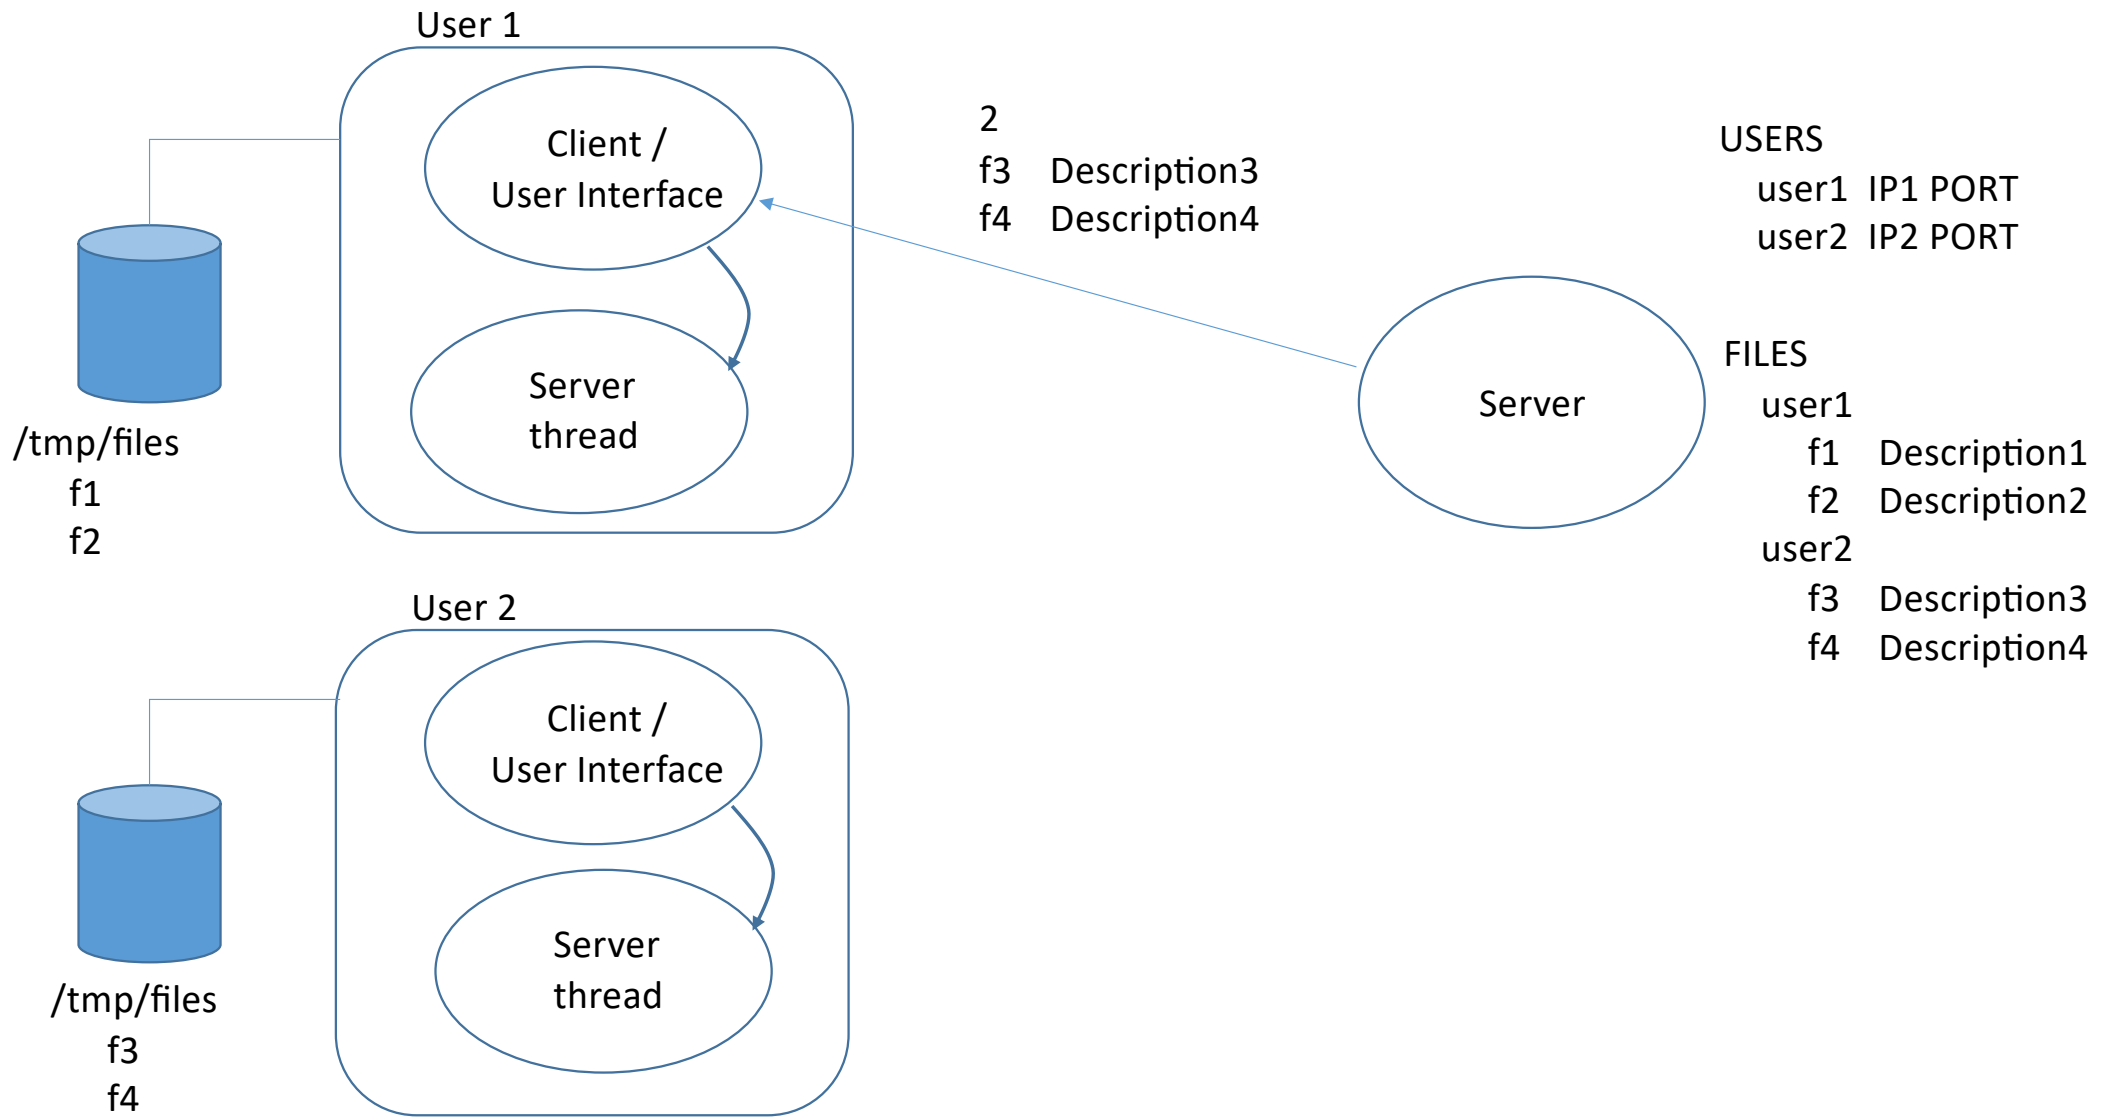 User 1
Client /
User Interface
Server
thread
/tmp/files
f1
f2
2
f3 Description3
f4 Description4
Server
USERS
user1 IP1 PORT
user2 IP2 PORT
FILES
user1
f1 Description1
f2 Description2
user2
f3 Description3
f4 Description4
User 2
Client /
User Interface
Server
thread
/tmp/files
f3
f4